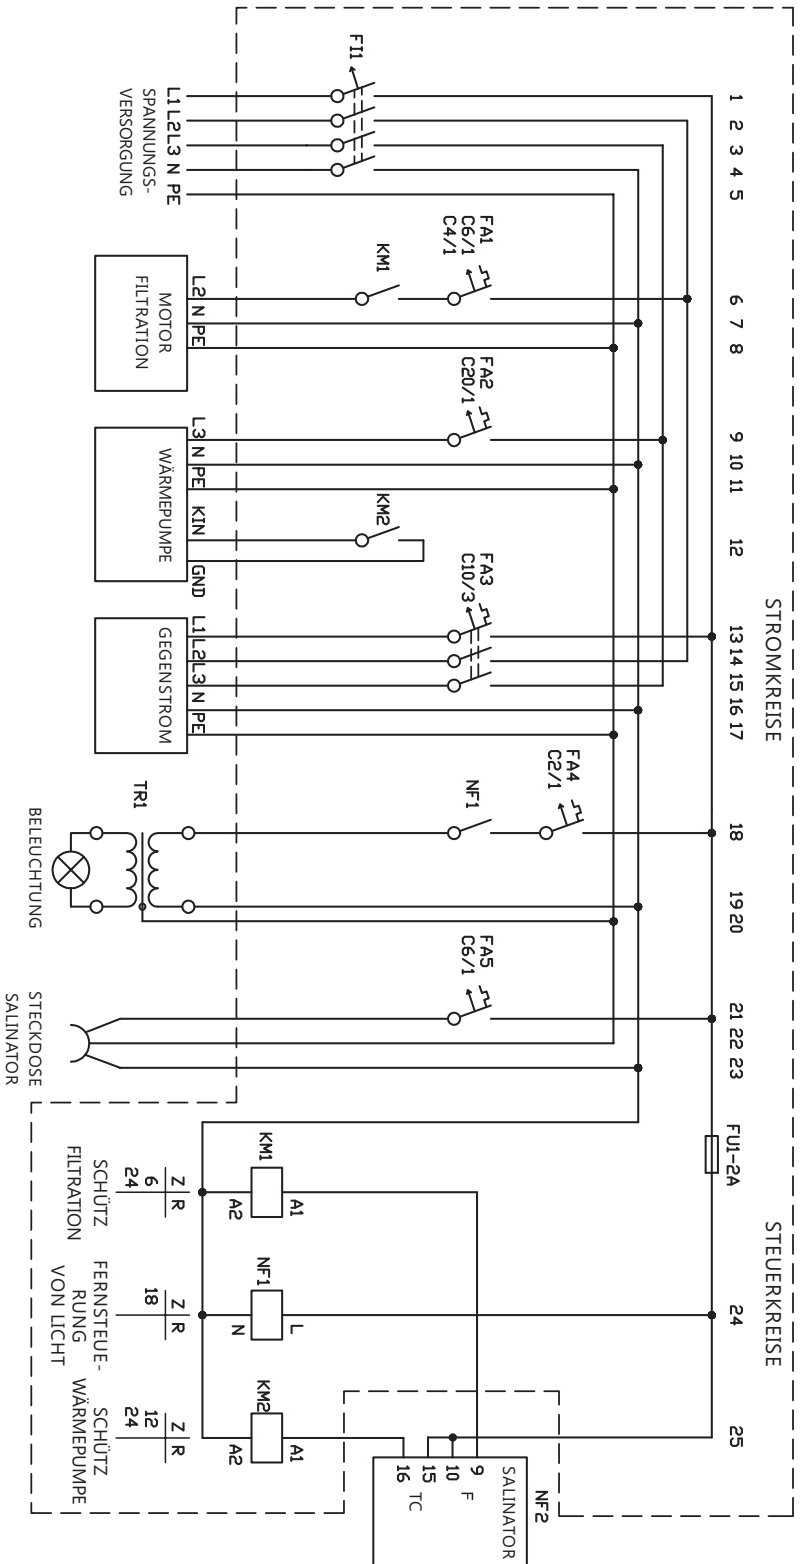 STROMKREISE
STEUERKREISE
1
2
3
4
5
6
7
8
9
10
11
12
13
14
15
16
17
18
19
20
21
22
23
FU1-2A
24
25
FI1
FA1
C6/1
C4/1
KM1
FA2
C20/1
KM2
FA3
C10/3
FA4
C2/1
NF1
FA5
C6/1
L1 L2 L3 N PE
SPANNUNGS-
VERSORGUNG
L2 N PE
MOTOR
FILTRATION
L3 N PE KIN GND
WÄRMEPUMPE
L1 L2 L3 N PE
GEGENSTROM
TR1
BELEUCHTUNG
STECKDOSE
SALINATOR
KM1
A1
A2
Z R
6
24
SCHÜTZ
FILTRATION
NF1
L
N
Z R
18
FERNSTEUE-
RUNG
VON LICHT
KM2
A1
A2
Z R
12
24
SCHÜTZ
WÄRMEPUMPE
NF2
SALINATOR
9
10
15
16
F
TC